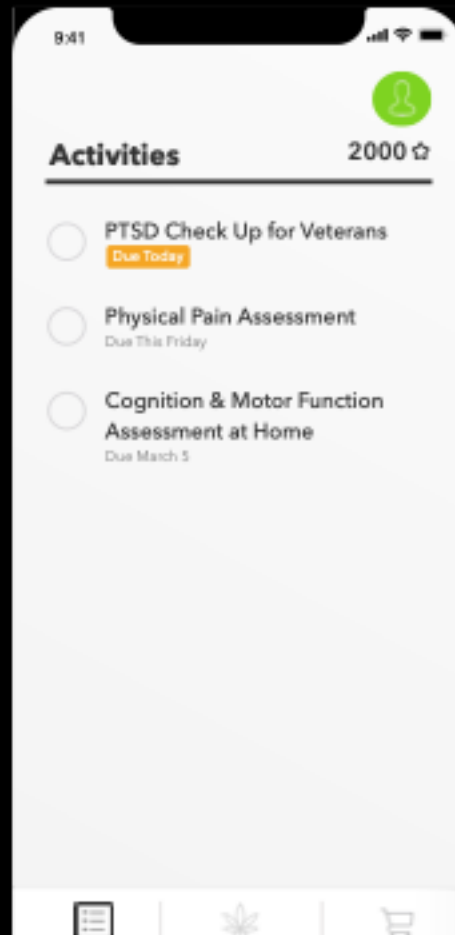 9:41
Activities
2000
PTSD Check Up for Veterans
Due Today
Physical Pain Assessment
Due This Friday
Cognition & Motor Function
Assessment at Home
Due March 5